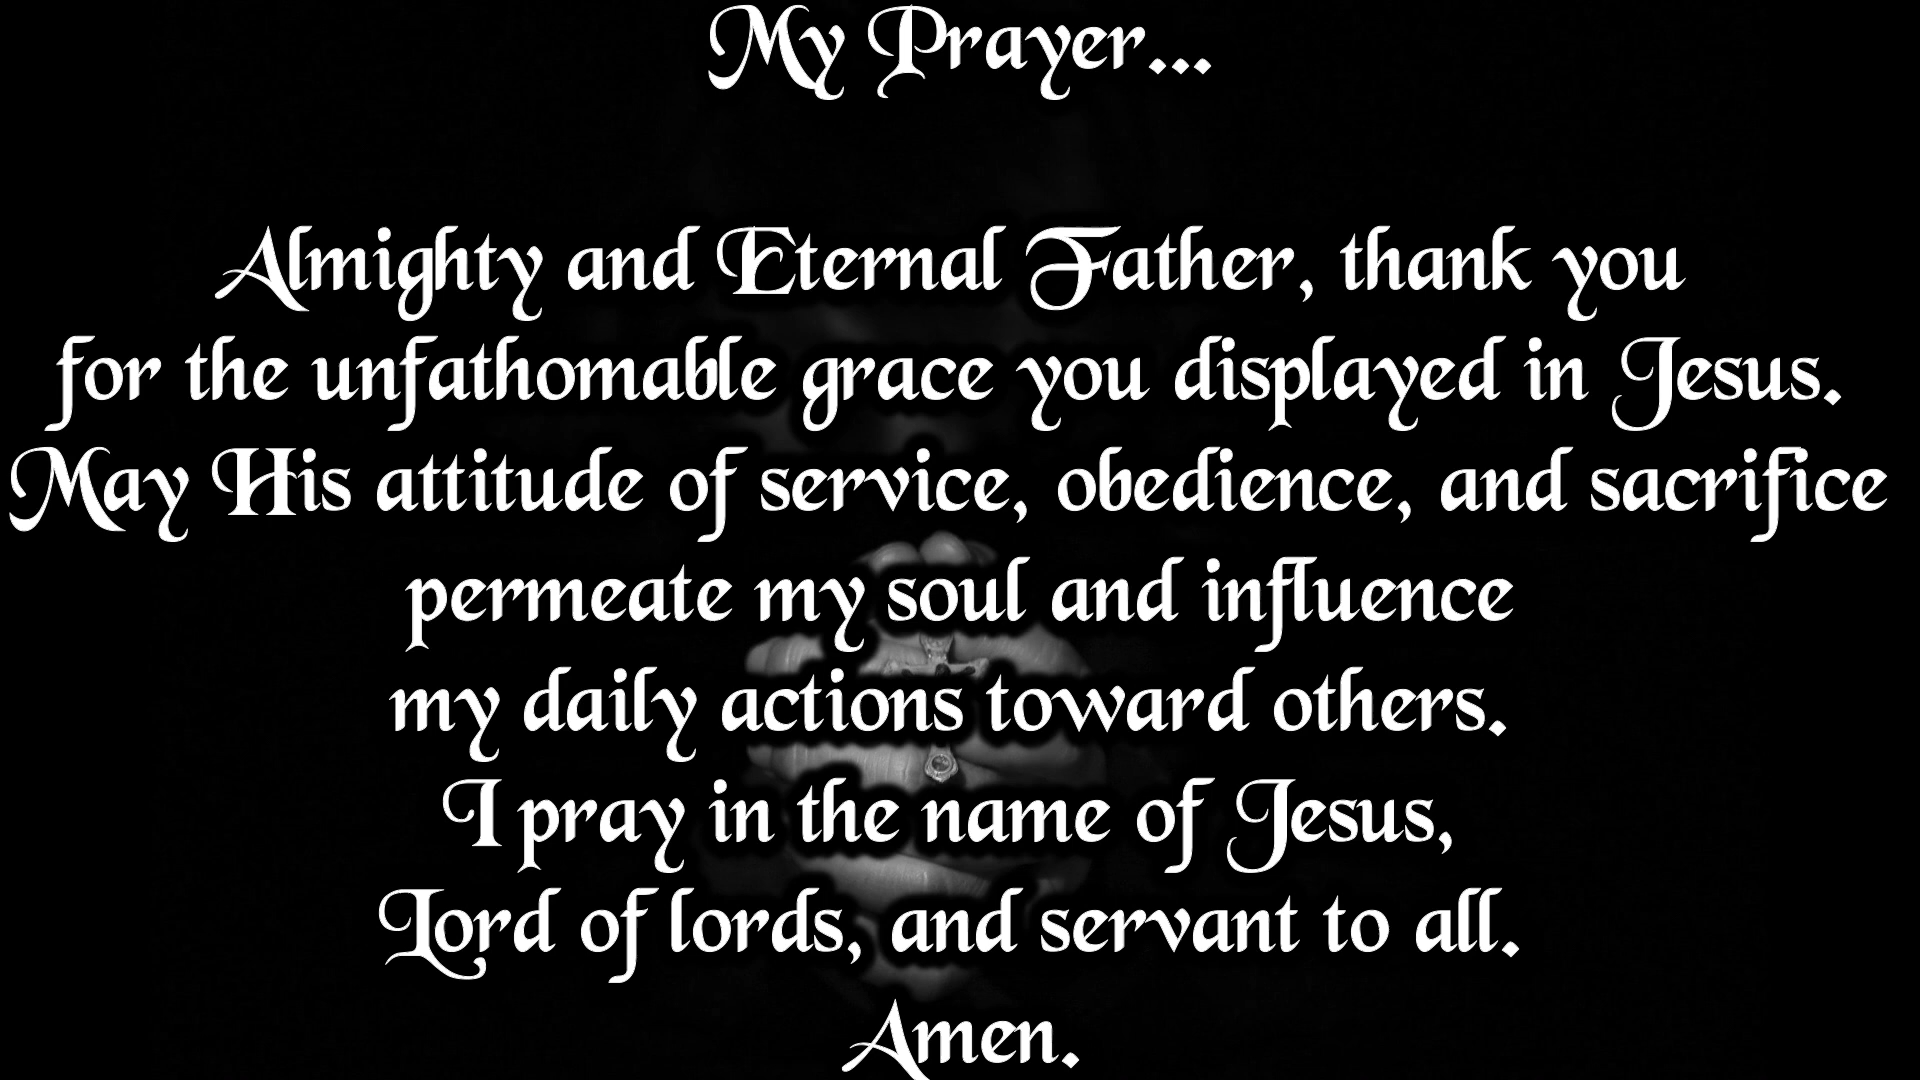 My Prayer...
Almighty and Eternal Father, thank you
for the unfathomable grace you displayed in Jesus.
May His attitude of service, obedience, and sacrifice
permeate my soul and influence
my daily actions toward others.
I pray in the name of Jesus,
Lord of lords, and servant to all.
Amen.